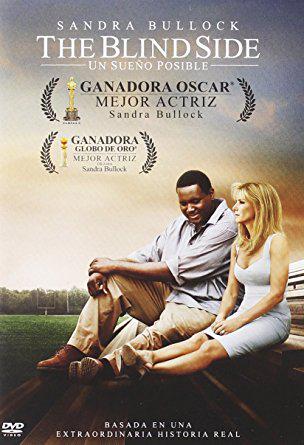 SANDRA BULLOCK
THE BLIND SIDE
UN SUEÑO POSIBLE
GANADORA OSCAR®
MEJOR ACTRIZ
Sandra Bullock
GANADORA
GLOBO DE ORO®
MEJOR ACTRIZ
Sandra Bullock
BASADA EN UNA
EXTRAORDINARIA HISTORIA REAL
DVD
VIDEO